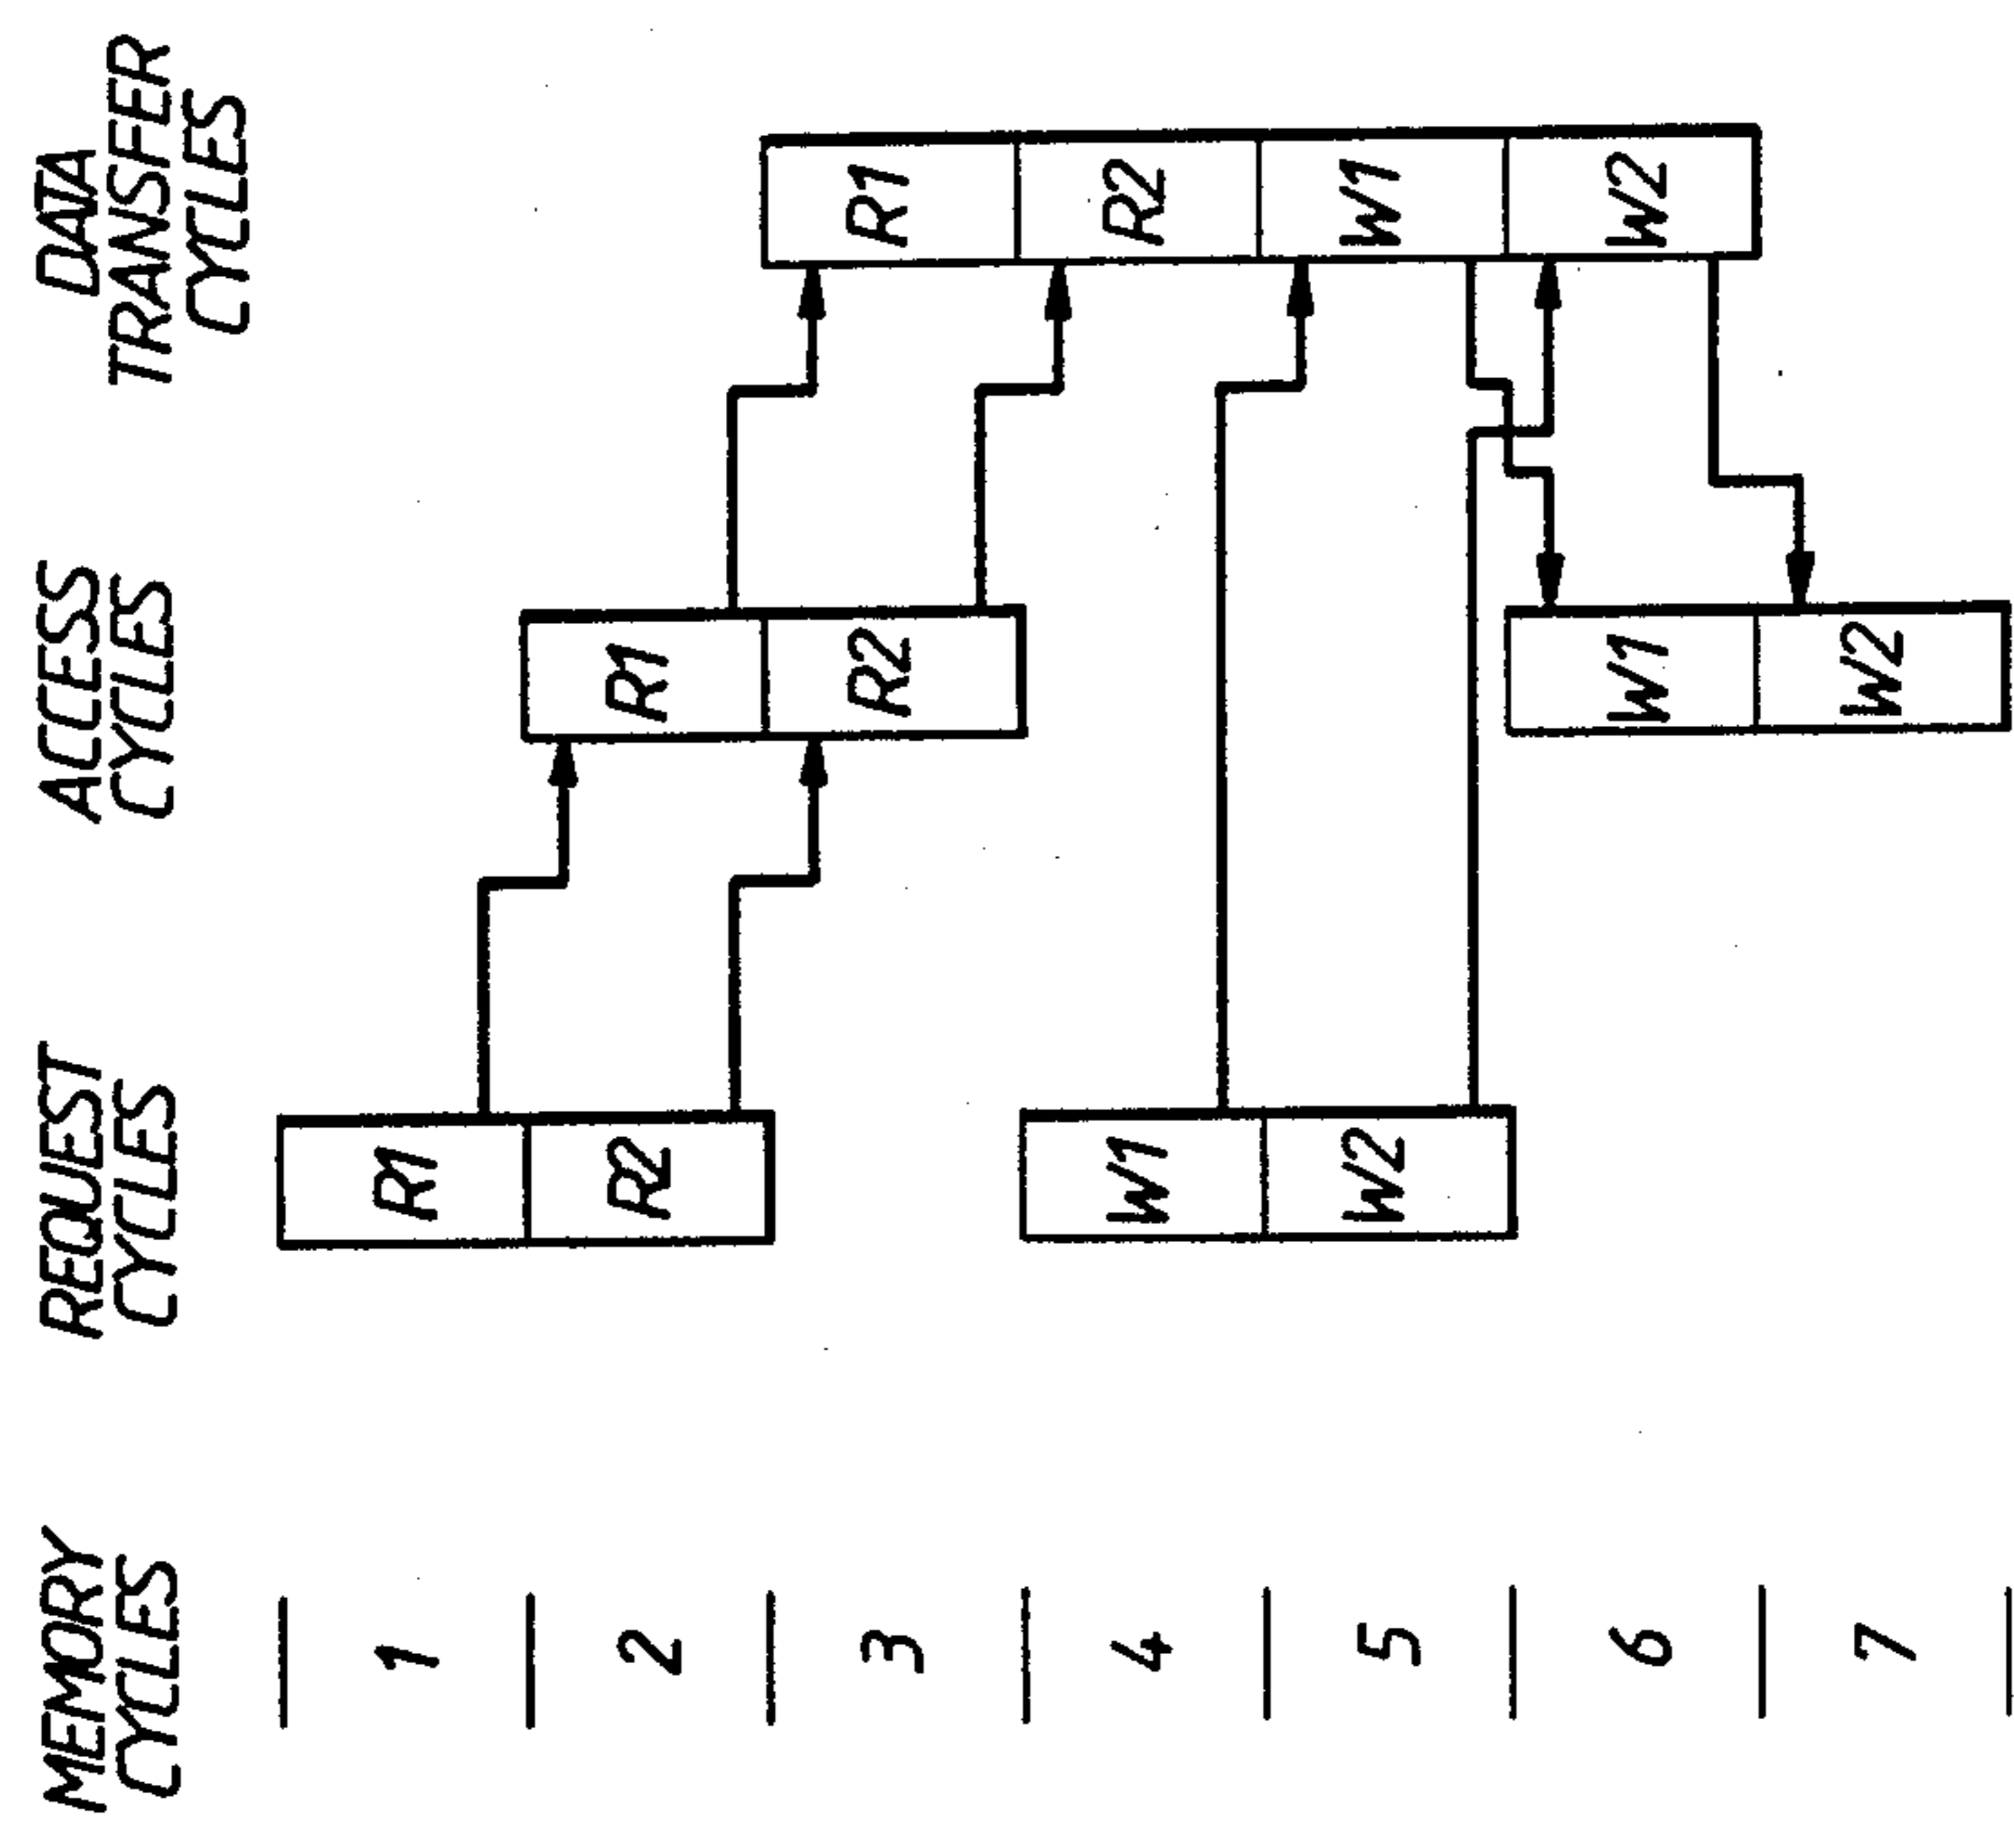 MEMORY
CYCLES
REQUEST
CYCLES
ACCESS
CYCLES
DATA
TRANSFER
CYCLES
1
R1
2
R2
R1
3
R2
R1
4
W1
R2
5
W2
W1
6
W1
W2
7
W2